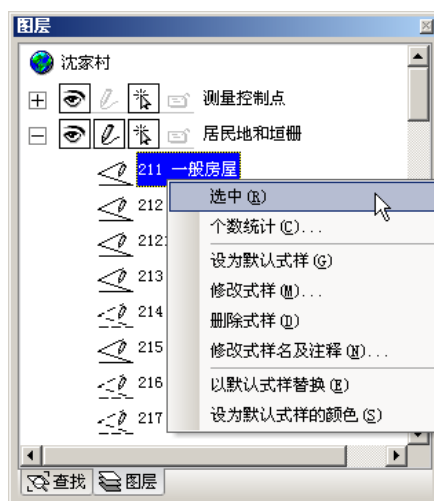 图层
沈家村
测量控制点
居民地和垣栅
211 一般房屋
选中(R)
212
个数统计(C)...
212
设为默认式样(G)
213
修改式样(M)...
214
删除式样(D)
215
修改式样名及注释(N)...
216
以默认式样替换(E)
217
设为默认式样的颜色(S)
查找 图层